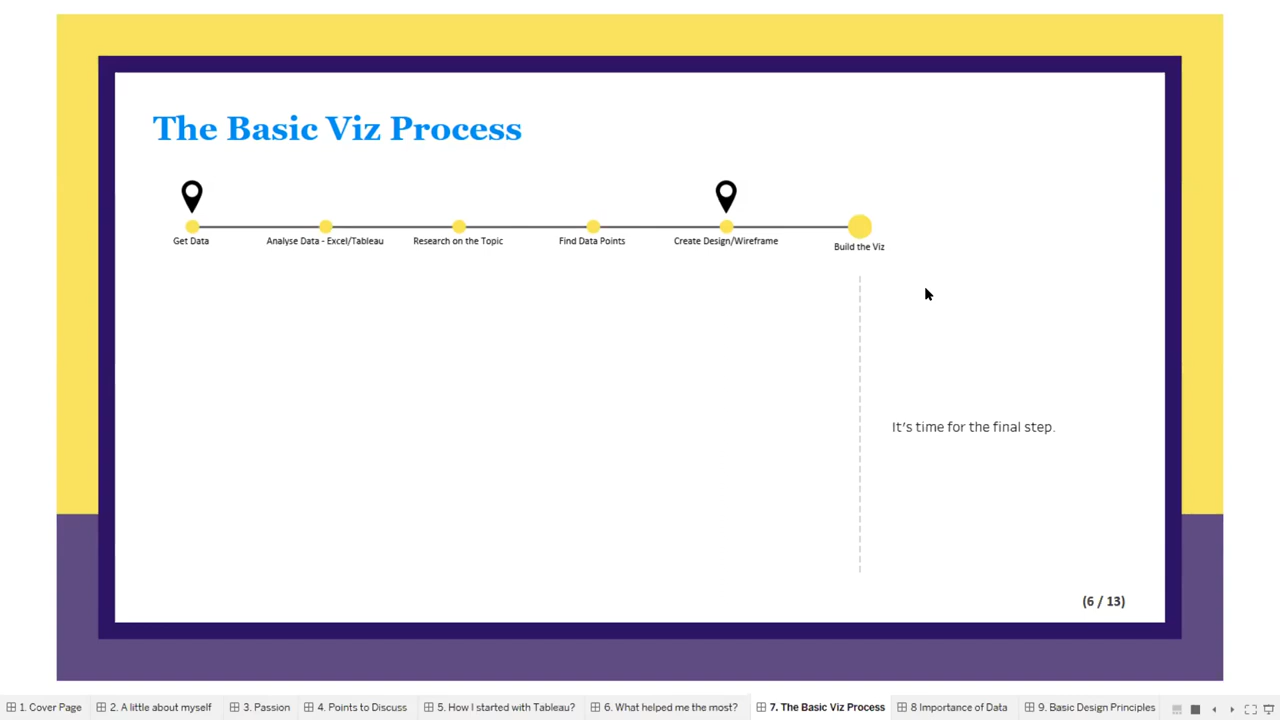 The Basic Viz Process
Get Data
Analyse Data - Excel/Tableau
Research on the Topic
Find Data Points
Create Design/Wireframe
Build the Viz
It's time for the final step.
(6 / 13)
1. Cover Page
2. A little about myself
3. Passion
4. Points to Discuss
5. How I started with Tableau?
6. What helped me the most?
7. The Basic Viz Process
8 Importance of Data
9. Basic Design Principles